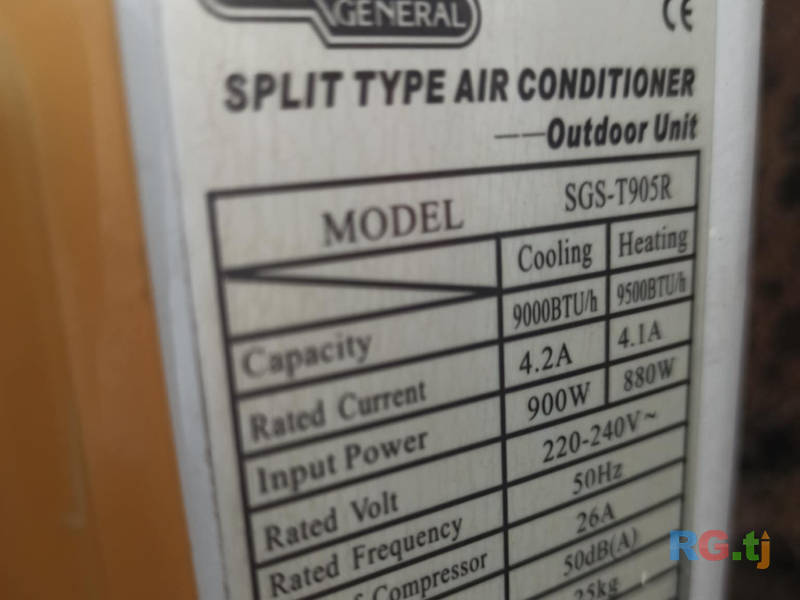 GENERAL
CE
SPLIT TYPE AIR CONDITIONER
——Outdoor Unit
MODEL SGS-T905R
Cooling Heating
Capacity 9000BTU/h 9500BTU/h
Rated Current 4.2A 4.1A
Input Power 900W 880W
Rated Volt 220-240V~
Rated Frequency 50Hz
Compressor 26A
50dB(A)
25kg
RG.tj